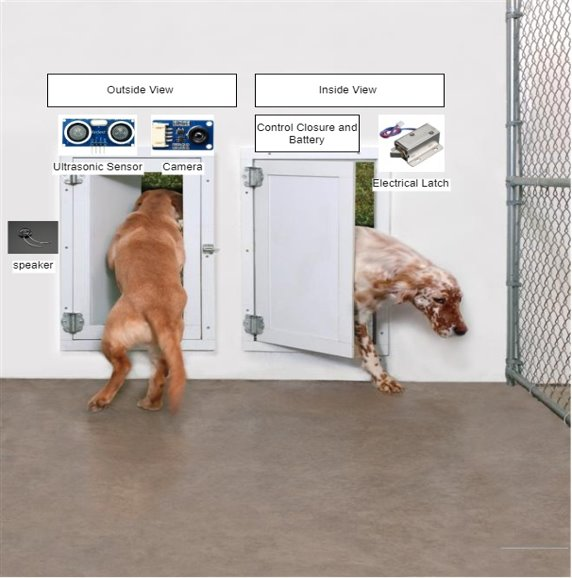 Outside View
Inside View
Control Closure and
Battery
Ultrasonic Sensor
Camera
Electrical Latch
speaker